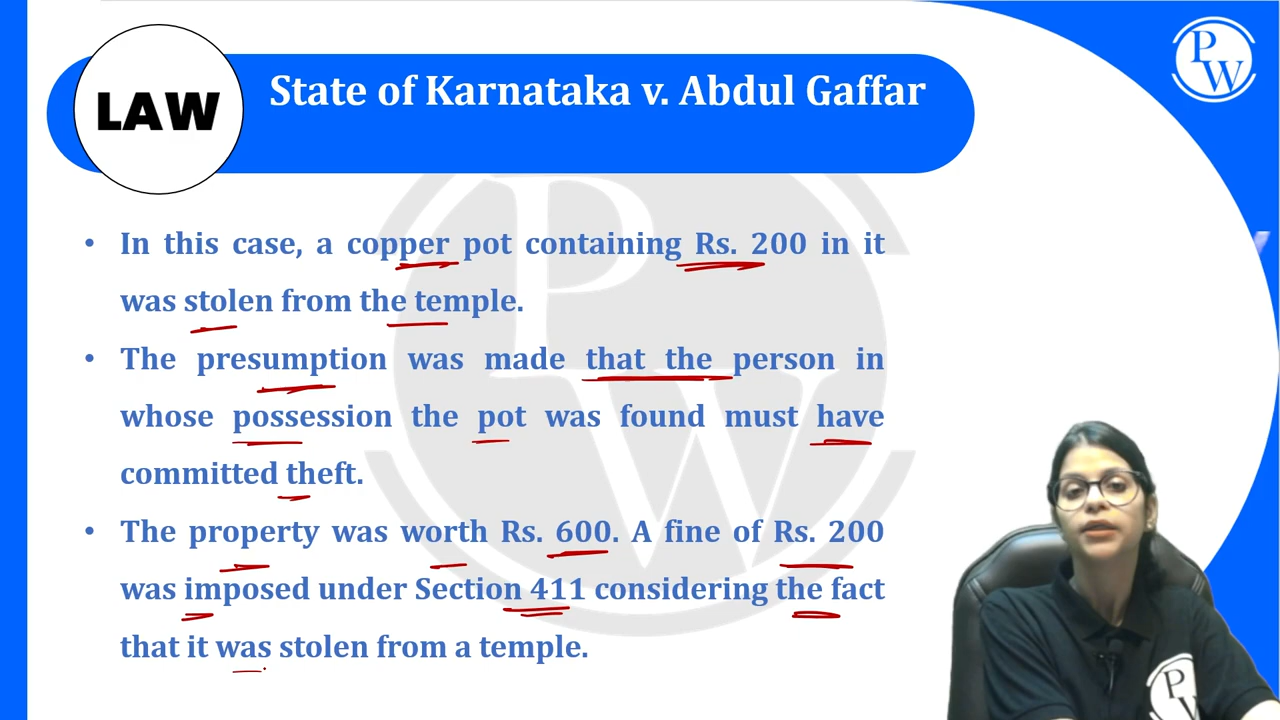 LAW
State of Karnataka v. Abdul Gaffar
P
W
• In this case, a copper pot containing Rs. 200 in it
was stolen from the temple.
• The presumption was made that the person in
whose possession the pot was found must have
committed theft.
• The property was worth Rs. 600. A fine of Rs. 200
was imposed under Section 411 considering the fact
that it was stolen from a temple.
P
W
P
W